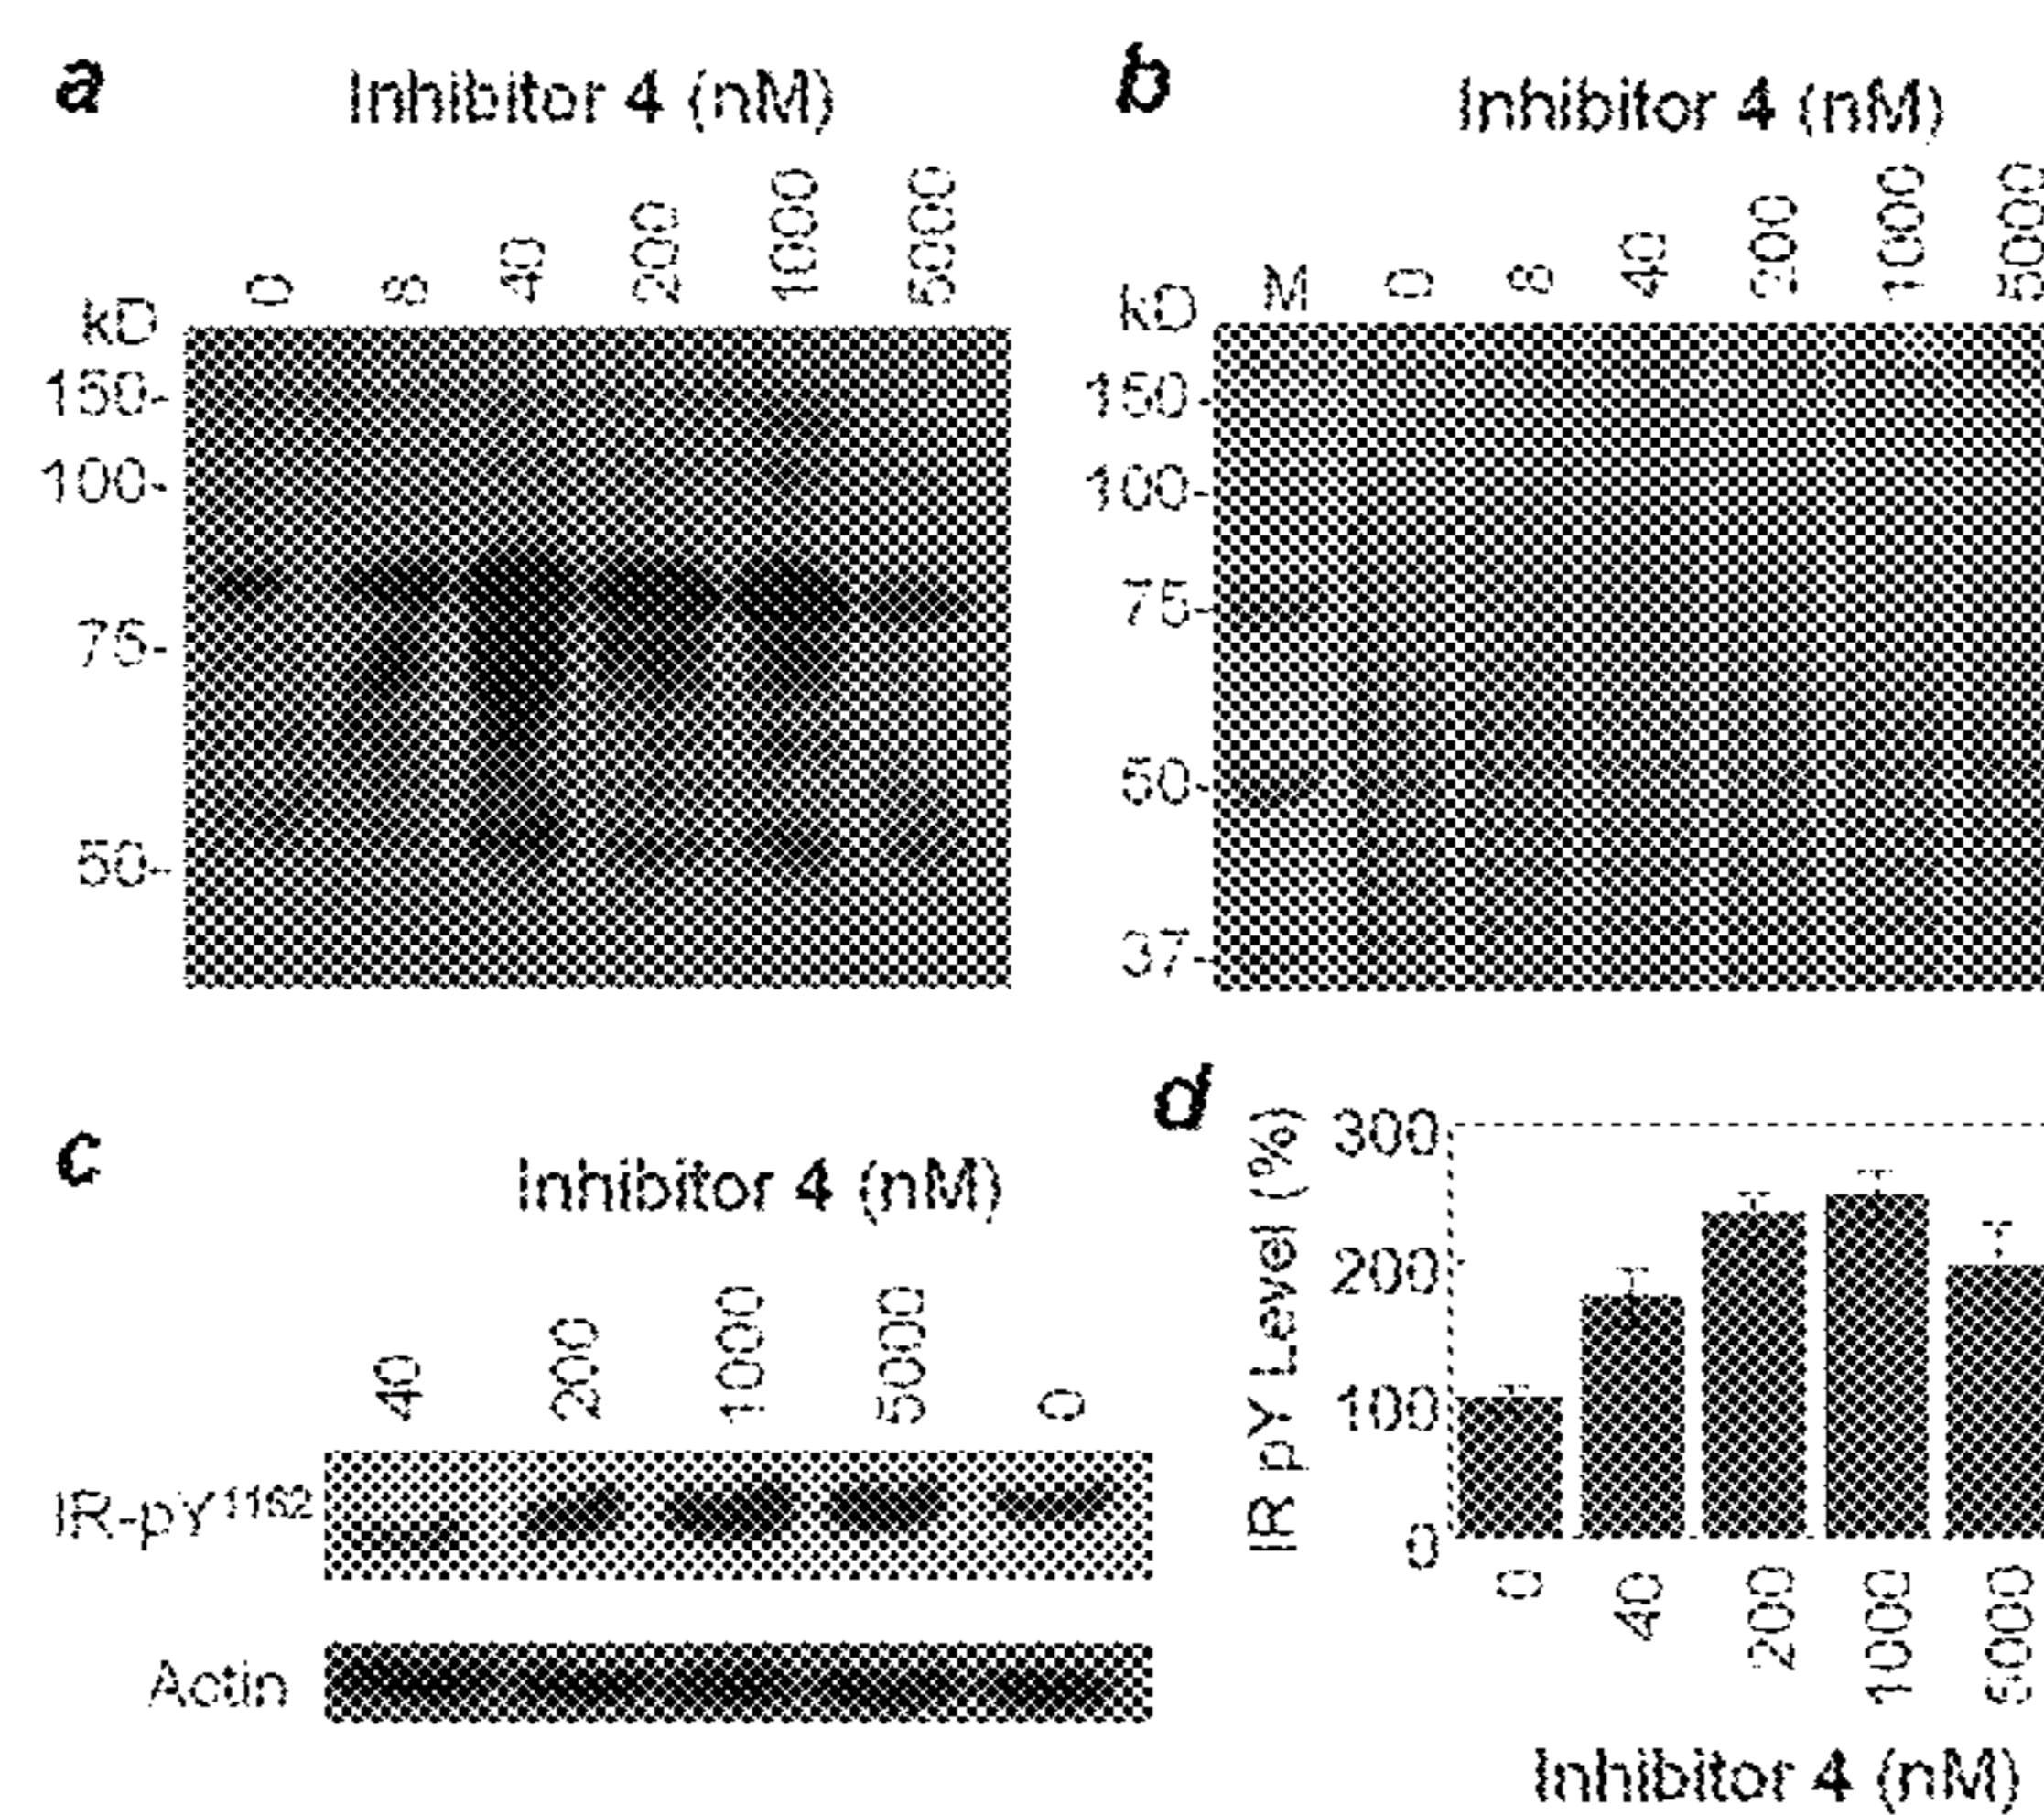 a
Inhibitor 4 (nM)
0 8 40 200 1000 5000
kD
150-
100-
75-
50-
b
Inhibitor 4 (nM)
M 0 8 40 200 1000 5000
kD
150-
100-
75-
50-
37-
c
Inhibitor 4 (nM)
40 200 1000 5000 0
IR-pY¹¹⁶²
Actin
d
IR pY Level (%)
300
200
100
0
0 40 200 1000 5000
Inhibitor 4 (nM)